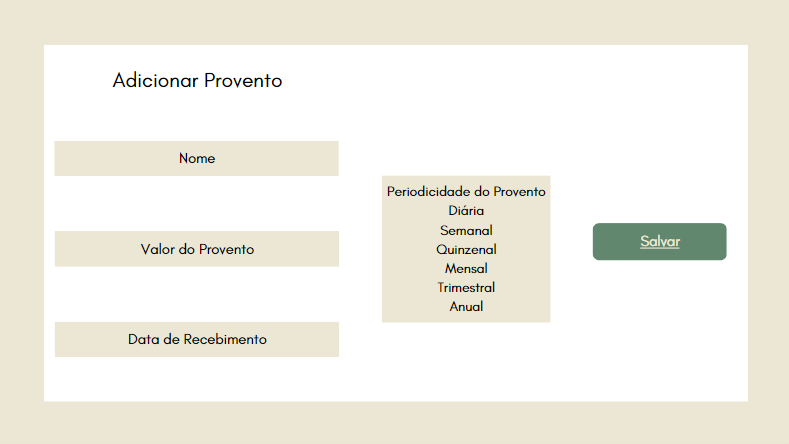 Adicionar Provento
Nome
Valor do Provento
Data de Recebimento
Periodicidade do Provento
Diária
Semanal
Quinzenal
Mensal
Trimestral
Anual
Salvar